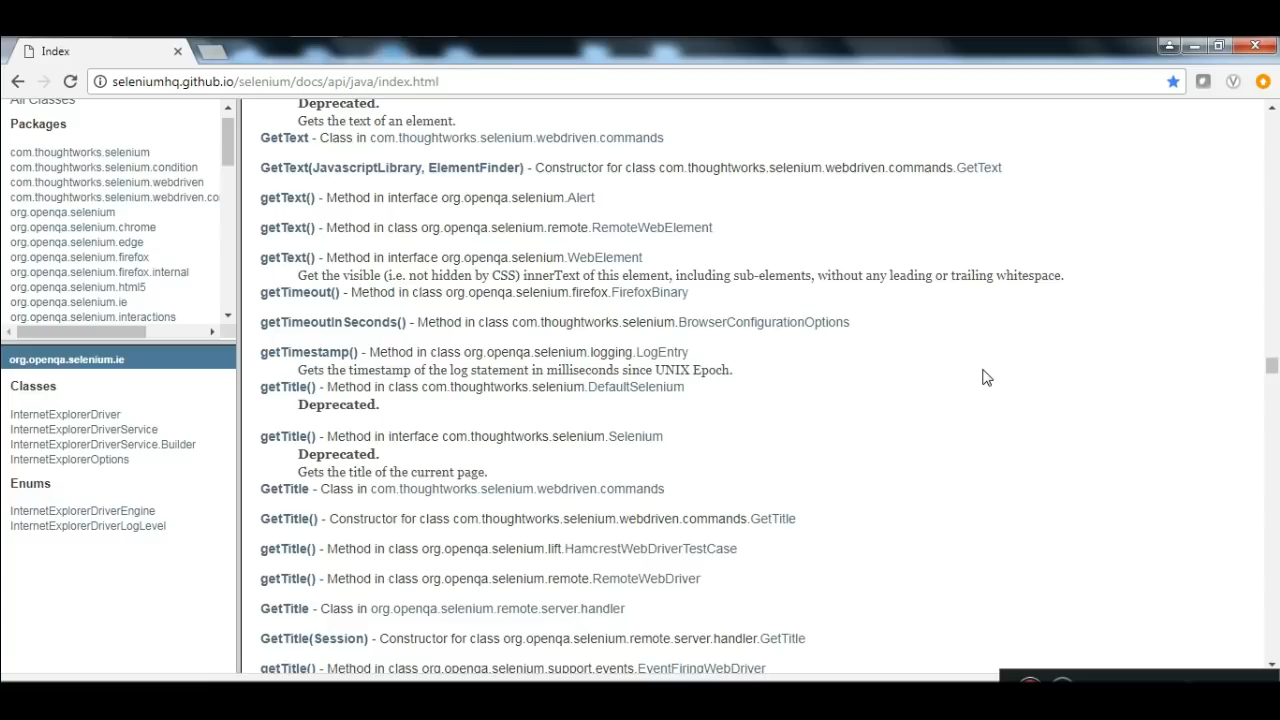 Index
seleniumhq.github.io/selenium/docs/api/java/index.html
All Classes
Packages
com.thoughtworks.selenium
com.thoughtworks.selenium.condition
com.thoughtworks.selenium.webdriven
com.thoughtworks.selenium.webdriven.co
org.openqa.selenium
org.openqa.selenium.chrome
org.openqa.selenium.edge
org.openqa.selenium.firefox
org.openqa.selenium.firefox.internal
org.openqa.selenium.html5
org.openqa.selenium.ie
org.openqa.selenium.interactions
org.openqa.selenium.ie
Classes
InternetExplorerDriver
InternetExplorerDriverService
InternetExplorerDriverService.Builder
InternetExplorerOptions
Enums
InternetExplorerDriverEngine
InternetExplorerDriverLogLevel
Deprecated.
Gets the text of an element.
GetText - Class in com.thoughtworks.selenium.webdriven.commands
GetText(JavascriptLibrary, ElementFinder) - Constructor for class com.thoughtworks.selenium.webdriven.commands.GetText
getText() - Method in interface org.openqa.selenium.Alert
getText() - Method in class org.openqa.selenium.remote.RemoteWebElement
getText() - Method in interface org.openqa.selenium.WebElement
Get the visible (i.e. not hidden by CSS) innerText of this element, including sub-elements, without any leading or trailing whitespace.
getTimeout() - Method in class org.openqa.selenium.firefox.FirefoxBinary
getTimeoutInSeconds() - Method in class com.thoughtworks.selenium.BrowserConfigurationOptions
getTimestamp() - Method in class org.openqa.selenium.logging.LogEntry
Gets the timestamp of the log statement in milliseconds since UNIX Epoch.
getTitle() - Method in class com.thoughtworks.selenium.DefaultSelenium
Deprecated.
getTitle() - Method in interface com.thoughtworks.selenium.Selenium
Deprecated.
Gets the title of the current page.
GetTitle - Class in com.thoughtworks.selenium.webdriven.commands
GetTitle() - Constructor for class com.thoughtworks.selenium.webdriven.commands.GetTitle
getTitle() - Method in class org.openqa.selenium.lift.HamcrestWebDriverTestCase
getTitle() - Method in class org.openqa.selenium.remote.RemoteWebDriver
GetTitle - Class in org.openqa.selenium.remote.server.handler
GetTitle(Session) - Constructor for class org.openqa.selenium.remote.server.handler.GetTitle
getTitle() - Method in class org.openqa.selenium.support.events.EventFiringWebDriver